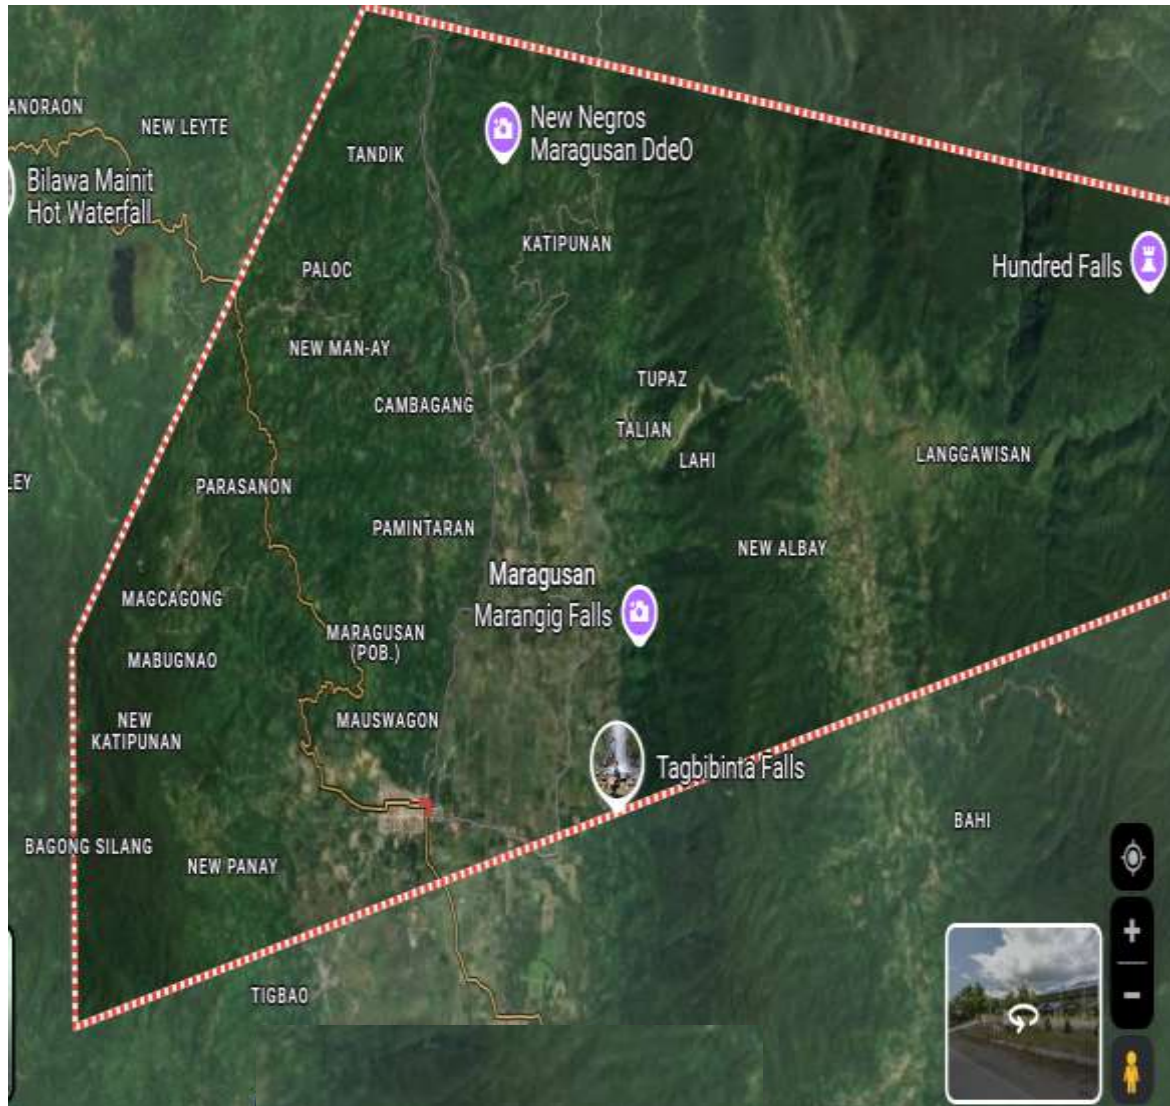 ANORAON
NEW LEYTE
New Negros
Maragusan DdeO
TANDIK
Bilawa Mainit
Hot Waterfall
KATIPUNAN
PALOC
Hundred Falls
NEW MAN-AY
TUPAZ
CAMBAGANG
TALIAN
LANGGAWISAN
LAHI
LEY
PARASANON
PAMINTARAN
NEW ALBAY
Maragusan
Marangig Falls
MAGCAGONG
MARAGUSAN
(POB.)
MABUGNAO
NEW
KATIPUNAN
MAUSWAGON
Tagbibinta Falls
BAHI
BAGONG SILANG
NEW PANAY
TIGBAO